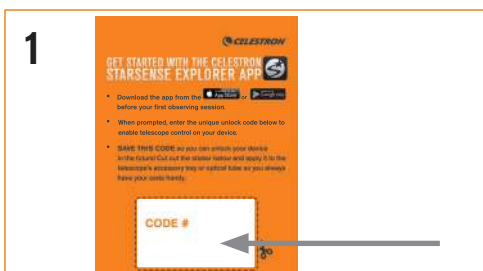 1
CELESTRON
GET STARTED WITH THE CELESTRON
STARSENSE EXPLORER APP
• Download the app from the App Store or Google Play
before your first observing session.
• When prompted, enter the unique unlock code below to
enable telescope control on your device.
• SAVE THIS CODE so you can unlock your device
in the future! Cut out the sticker below and apply it to the
telescope's accessory tray or optical tube so you always
have your code handy.
CODE #